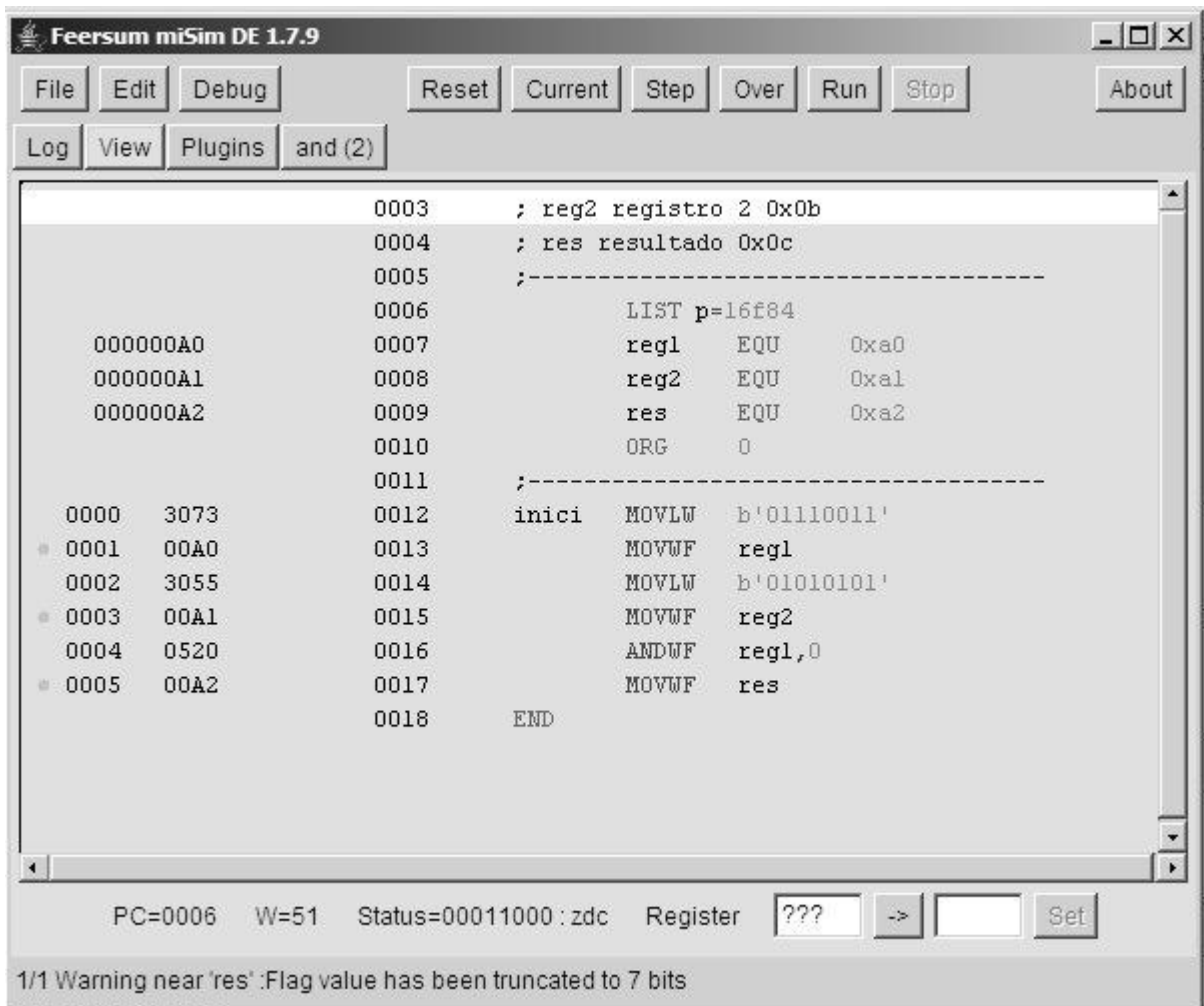 Feersum miSim DE 1.7.9
File Edit Debug Reset Current Step Over Run Stop About
Log View Plugins and (2)
0003 ; reg2 registro 2 0x0b
0004 ; res resultado 0x0c
0005 ;-------------------------------------
0006 LIST p=16f84
000000A0 0007 reg1 EQU 0xa0
000000A1 0008 reg2 EQU 0xa1
000000A2 0009 res EQU 0xa2
0010 ORG 0
0011 ;-------------------------------------
0000 3073 0012 inici MOVLW b'01110011'
0001 00A0 0013 MOVWF reg1
0002 3055 0014 MOVLW b'01010101'
0003 00A1 0015 MOVWF reg2
0004 0520 0016 ANDWF reg1,0
0005 00A2 0017 MOVWF res
0018 END
PC=0006 W=51 Status=00011000 : zdc Register ??? -> Set
1/1 Warning near 'res' :Flag value has been truncated to 7 bits